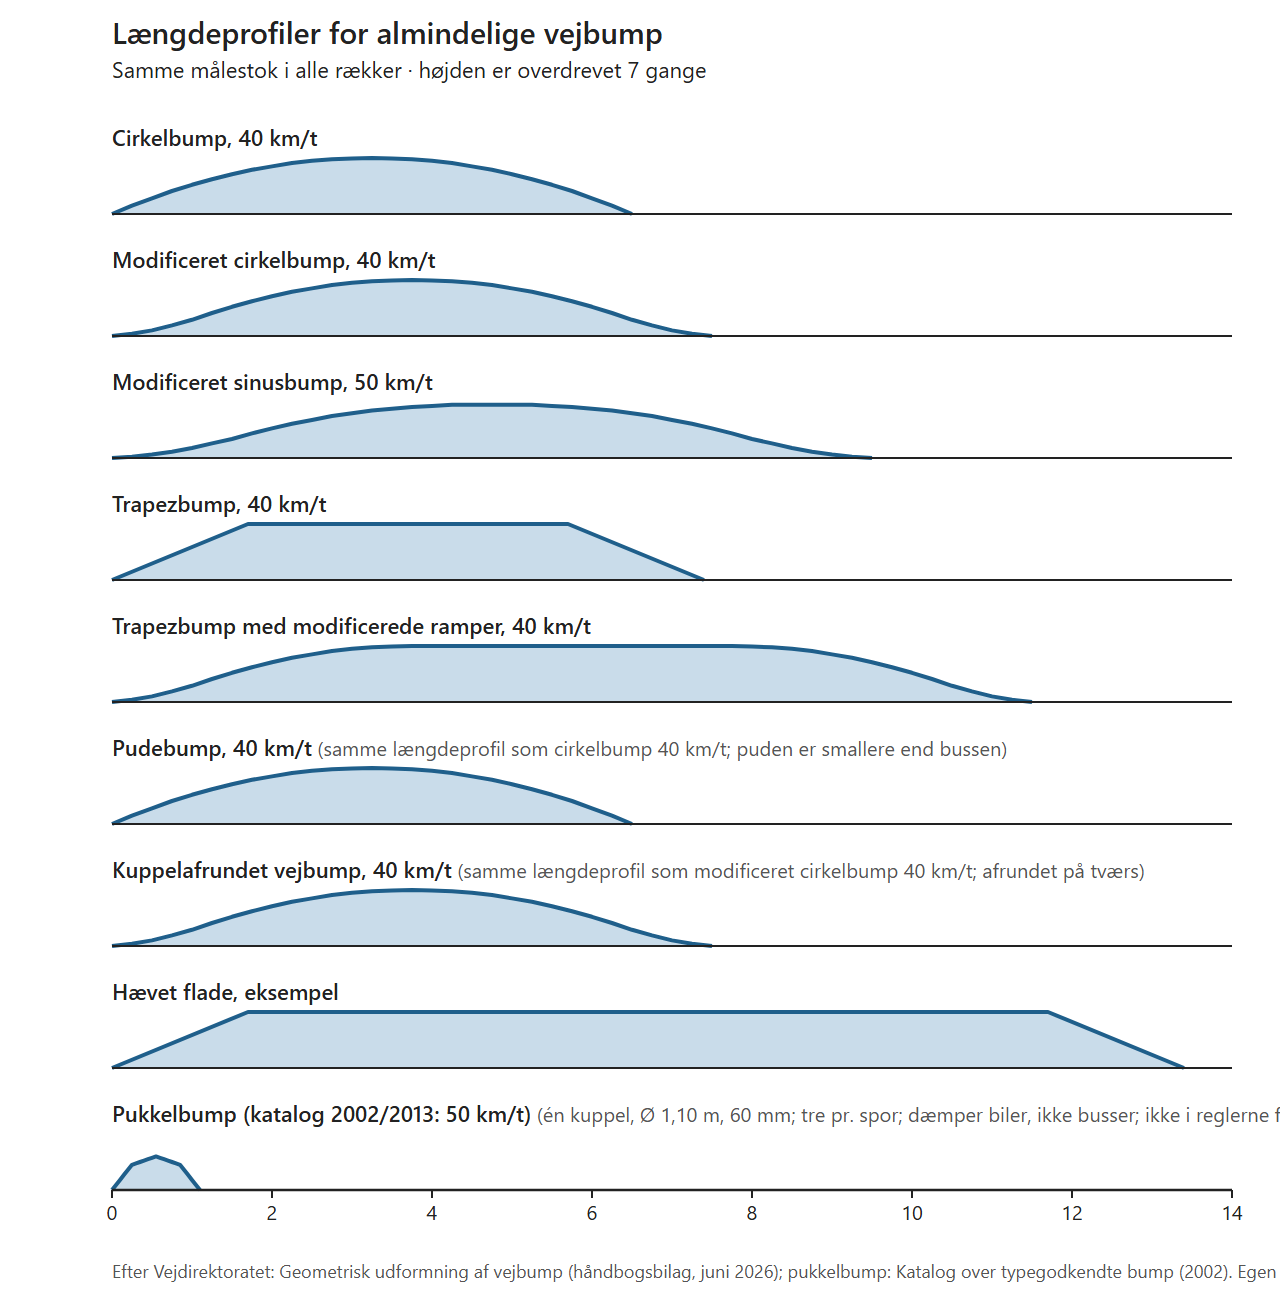 Længdeprofiler for almindelige vejbump
Samme målestok i alle rækker · højden er overdrevet 7 gange
Cirkelbump, 40 km/t
Modificeret cirkelbump, 40 km/t
Modificeret sinusbump, 50 km/t
Trapezbump, 40 km/t
Trapezbump med modificerede ramper, 40 km/t
Pudebump, 40 km/t (samme længdeprofil som cirkelbump 40 km/t; puden er smallere end bussen)
Kuppelafrundet vejbump, 40 km/t (samme længdeprofil som modificeret cirkelbump 40 km/t; afrundet på tværs)
Hævet flade, eksempel
Pukkelbump (katalog 2002/2013: 50 km/t) (én kuppel, Ø 1,10 m, 60 mm; tre pr. spor; dæmper biler, ikke busser; ikke i reglerne
0 2 4 6 8 10 12 14
Efter Vejdirektoratet: Geometrisk udformning af vejbump (håndbogsbilag, juni 2026); pukkelbump: Katalog over typegodkendte bump (2002). Egen